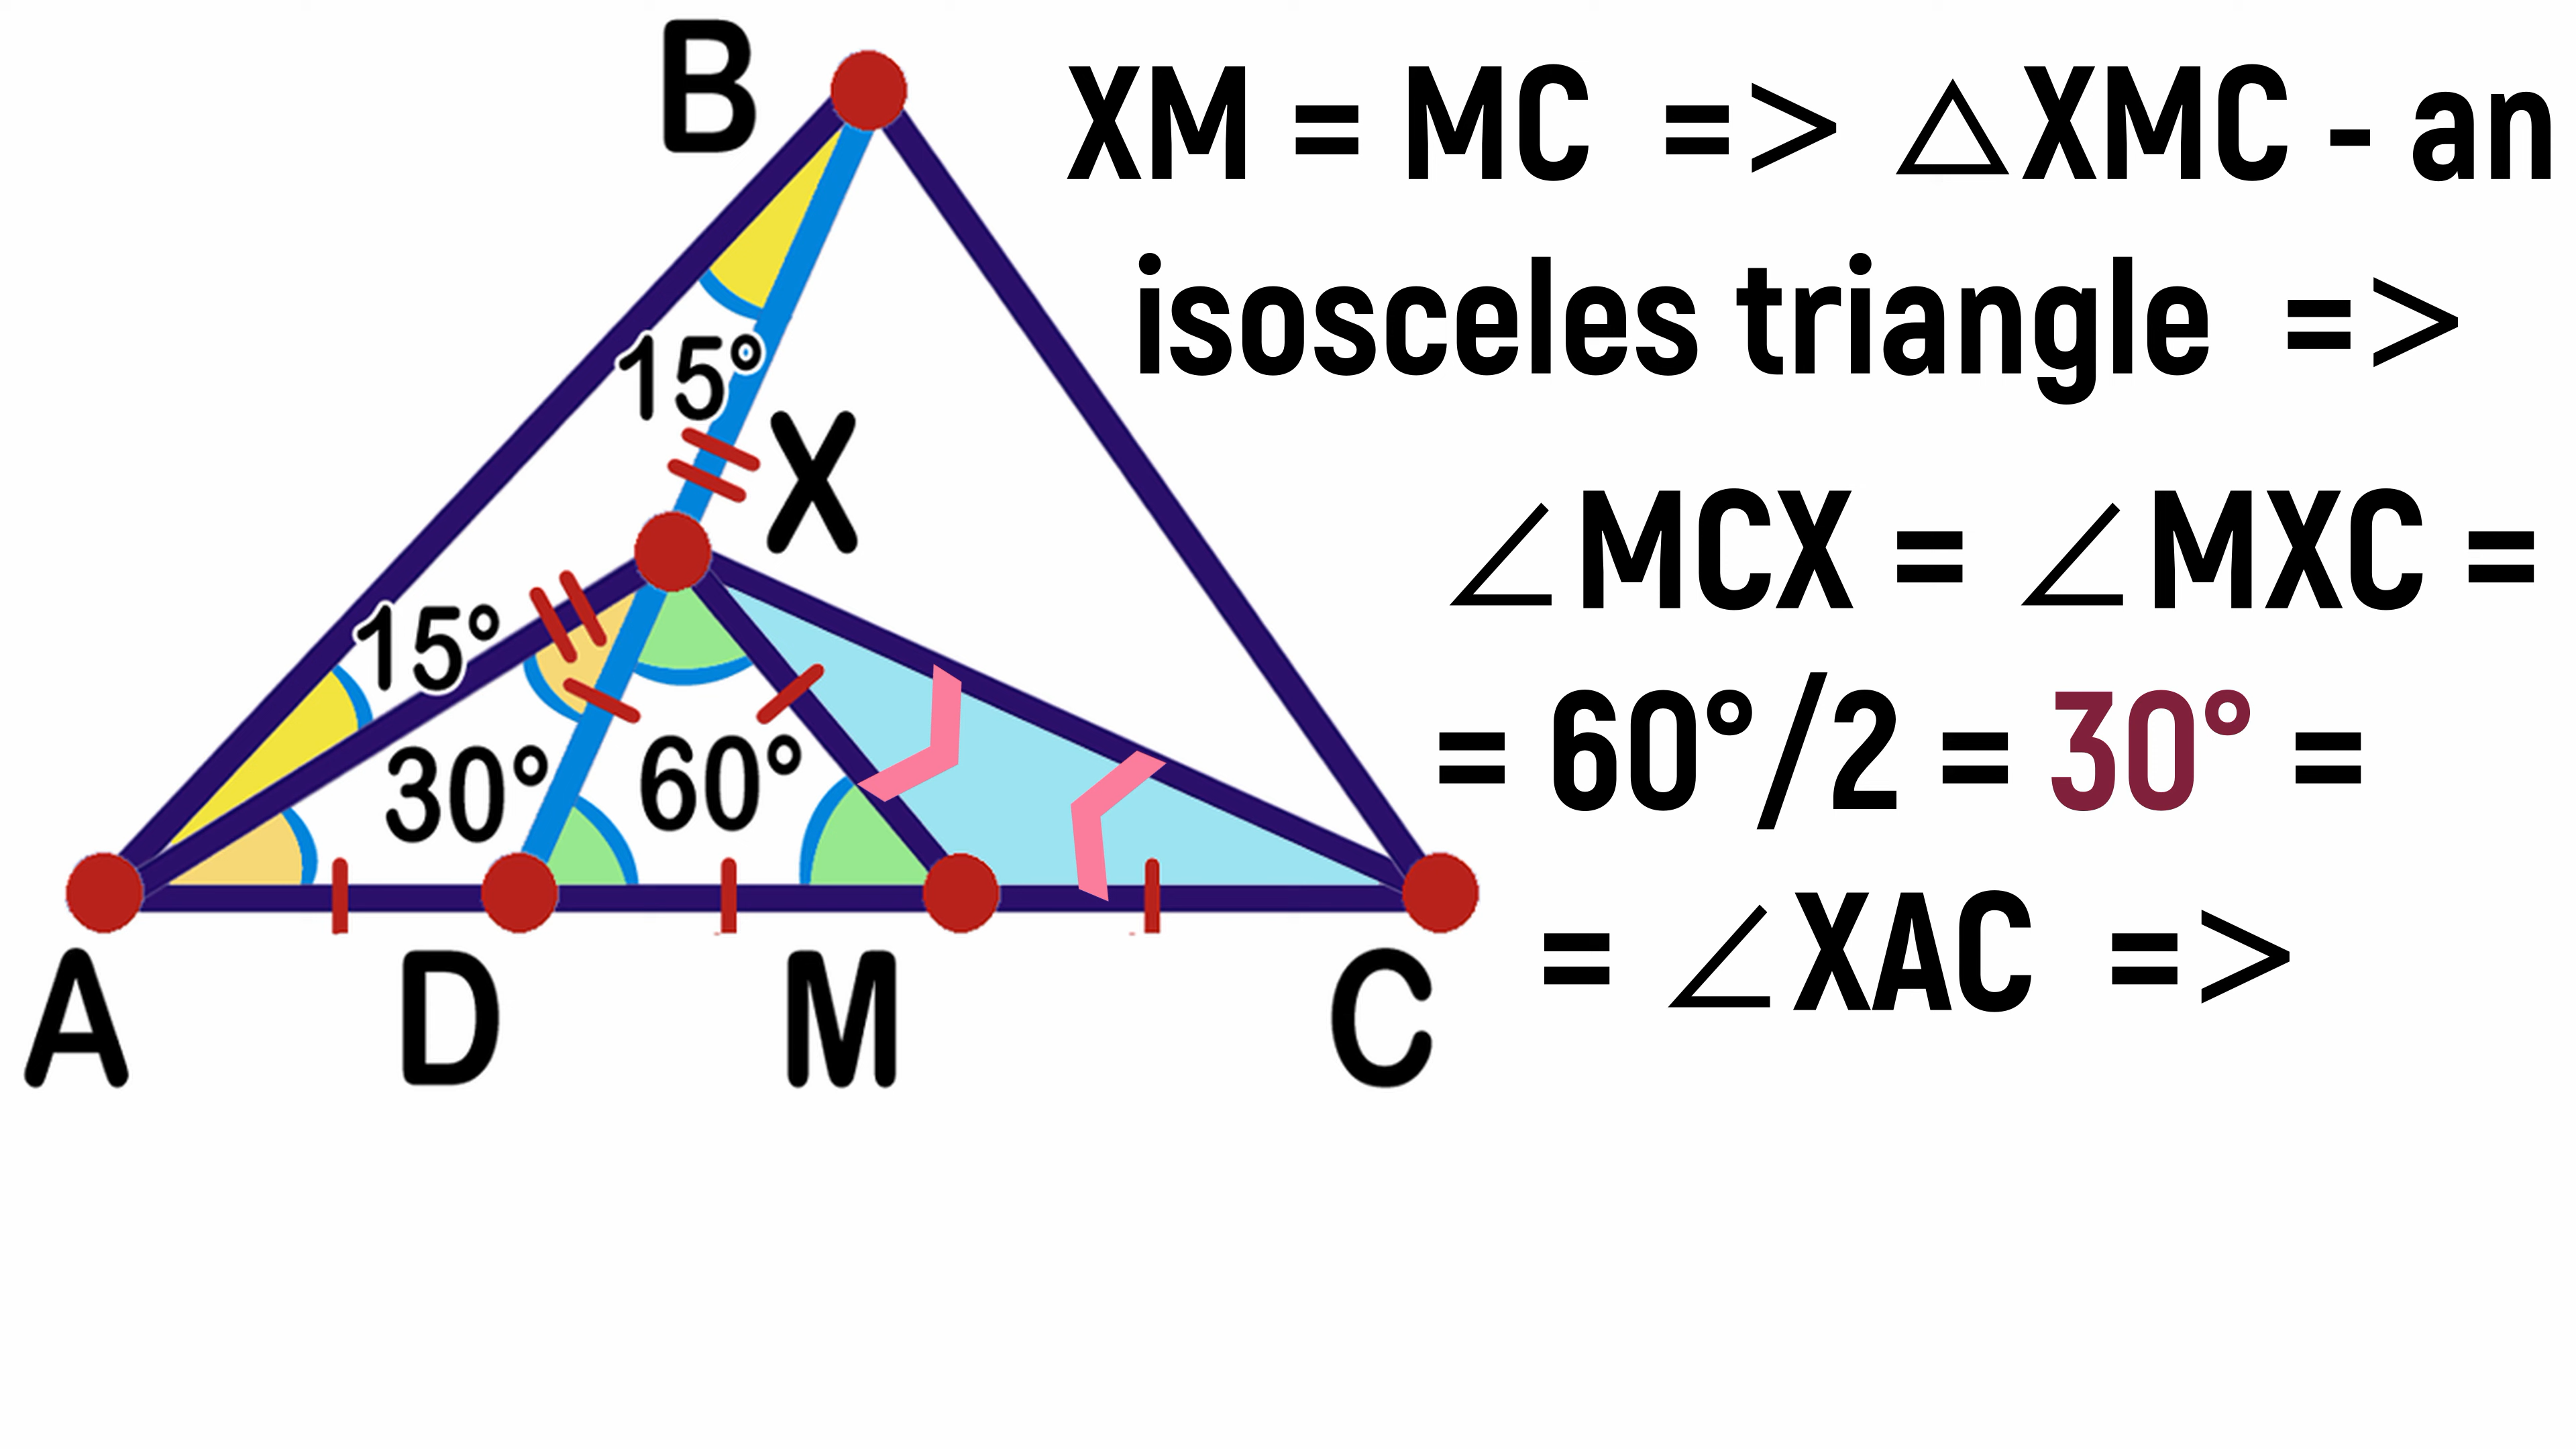 B
XM = MC => △XMC - an
isosceles triangle =>
15°
X
∠MCX = ∠MXC =
15°
30°
60°
= 60°/2 = 30° =
= ∠XAC =>
A
D
M
C